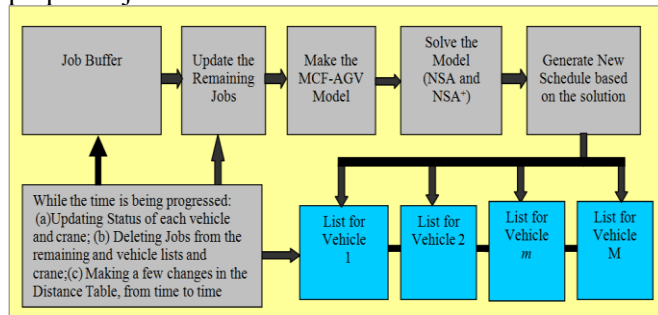 Job Buffer
Update the
Remaining
Jobs
Make the
MCF-AGV
Model
Solve the
Model
(NSA and
NSA+)
Generate New
Schedule based
on the solution
While the time is being progressed:
(a)Updating Status of each vehicle
and crane; (b) Deleting Jobs from the
remaining and vehicle lists and
crane;(c) Making a few changes in the
Distance Table, from time to time
List for
Vehicle
1
List for
Vehicle 2
List for
Vehicle
m
List for
Vehicle
M